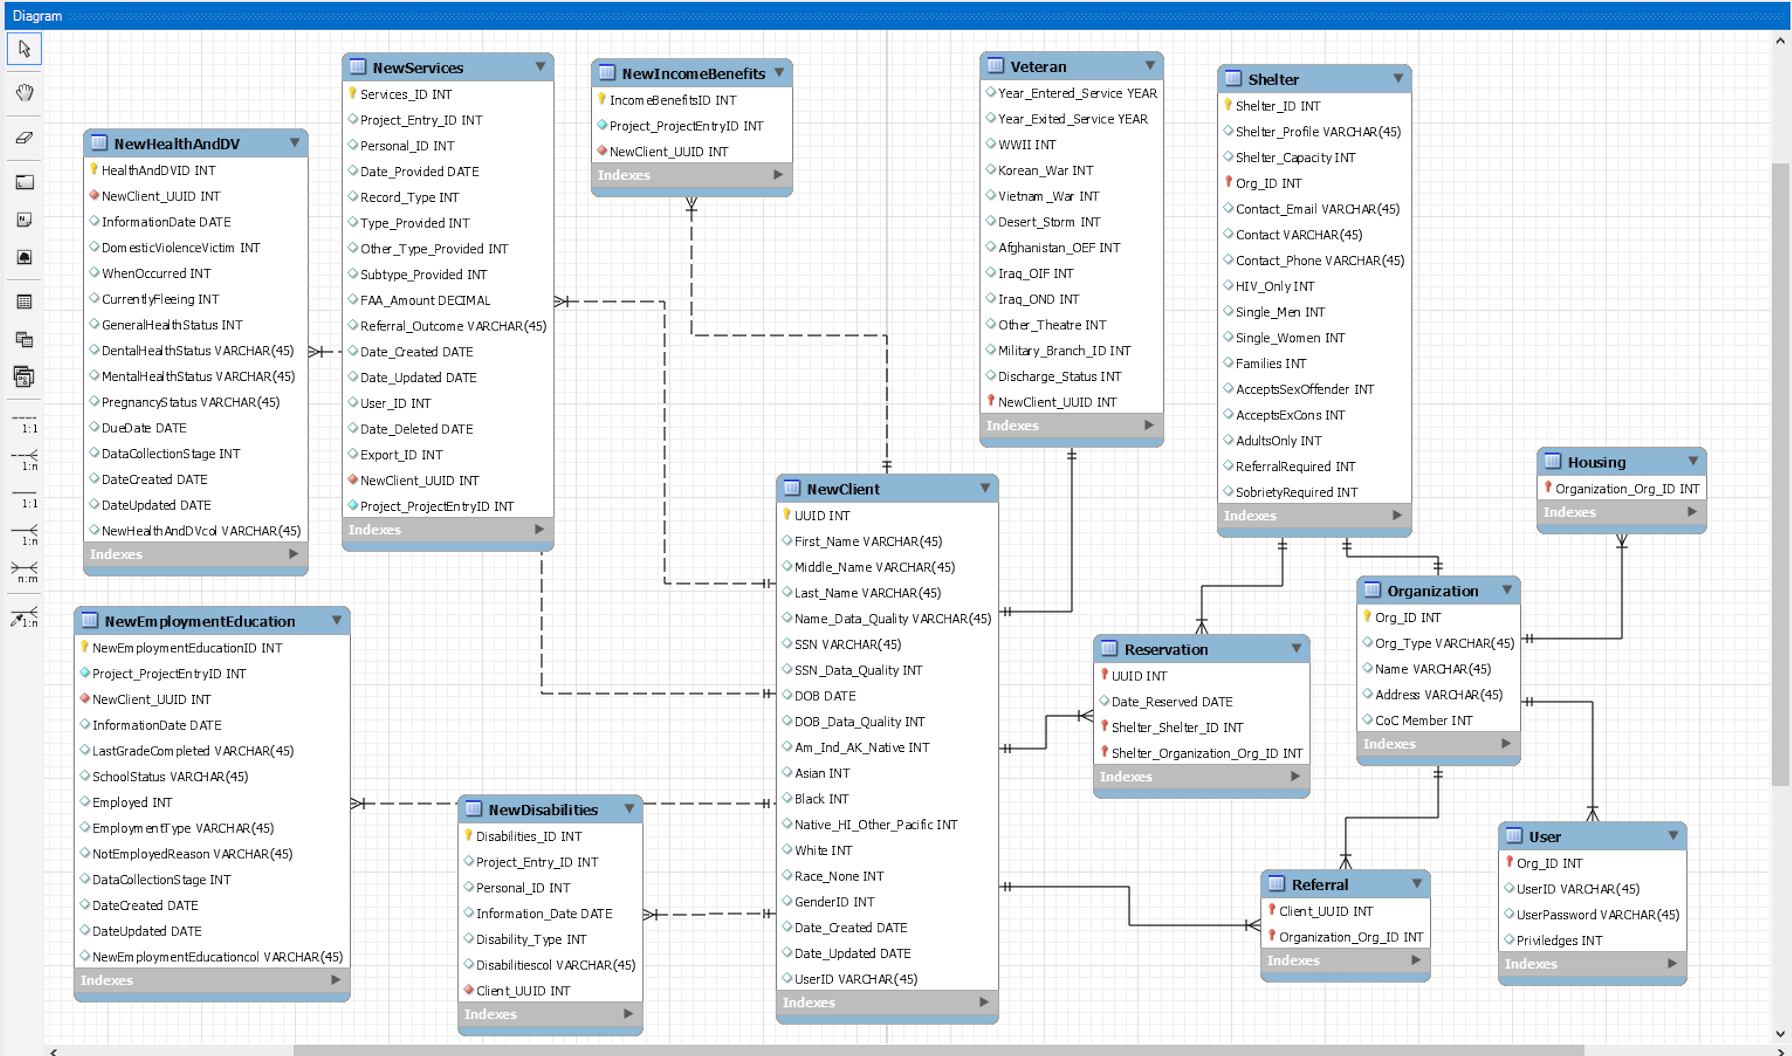 Diagram
1:1
1:n
1:1
1:n
n:m
1:n
NewHealthAndDV
HealthAndDVID INT
NewClient_UUID INT
InformationDate DATE
DomesticViolenceVictim INT
WhenOccurred INT
CurrentlyFleeing INT
GeneralHealthStatus INT
DentalHealthStatus VARCHAR(45)
MentalHealthStatus VARCHAR(45)
PregnancyStatus VARCHAR(45)
DueDate DATE
DataCollectionStage INT
DateCreated DATE
DateUpdated DATE
NewHealthAndDVcol VARCHAR(45)
Indexes
NewServices
Services_ID INT
Project_Entry_ID INT
Personal_ID INT
Date_Provided DATE
Record_Type INT
Type_Provided INT
Other_Type_Provided INT
Subtype_Provided INT
FAA_Amount DECIMAL
Referral_Outcome VARCHAR(45)
Date_Created DATE
Date_Updated DATE
User_ID INT
Date_Deleted DATE
Export_ID INT
NewClient_UUID INT
Project_ProjectEntryID INT
Indexes
NewIncomeBenefits
IncomeBenefitsID INT
Project_ProjectEntryID INT
NewClient_UUID INT
Indexes
Veteran
Year_Entered_Service YEAR
Year_Exited_Service YEAR
WWII INT
Korean_War INT
Vietnam_War INT
Desert_Storm INT
Afghanistan_OEF INT
Iraq_OIF INT
Iraq_OND INT
Other_Theatre INT
Military_Branch_ID INT
Discharge_Status INT
NewClient_UUID INT
Indexes
Shelter
Shelter_ID INT
Shelter_Profile VARCHAR(45)
Shelter_Capacity INT
Org_ID INT
Contact_Email VARCHAR(45)
Contact VARCHAR(45)
Contact_Phone VARCHAR(45)
HIV_Only INT
Single_Men INT
Single_Women INT
Families INT
AcceptsSexOffender INT
AcceptsExCons INT
AdultsOnly INT
ReferralRequired INT
SobrietyRequired INT
Indexes
Housing
Organization_Org_ID INT
Indexes
NewEmploymentEducation
NewEmploymentEducationID INT
Project_ProjectEntryID INT
NewClient_UUID INT
InformationDate DATE
LastGradeCompleted VARCHAR(45)
SchoolStatus VARCHAR(45)
Employed INT
EmploymentType VARCHAR(45)
NotEmployedReason VARCHAR(45)
DataCollectionStage INT
DateCreated DATE
DateUpdated DATE
NewEmploymentEducationcol VARCHAR(45)
Indexes
NewDisabilities
Disabilities_ID INT
Project_Entry_ID INT
Personal_ID INT
Information_Date DATE
Disability_Type INT
Disabilitiescol VARCHAR(45)
Client_UUID INT
Indexes
NewClient
UUID INT
First_Name VARCHAR(45)
Middle_Name VARCHAR(45)
Last_Name VARCHAR(45)
Name_Data_Quality VARCHAR(45)
SSN VARCHAR(45)
SSN_Data_Quality INT
DOB DATE
DOB_Data_Quality INT
Am_Ind_AK_Native INT
Asian INT
Black INT
Native_HI_Other_Pacific INT
White INT
Race_None INT
GenderID INT
Date_Created DATE
Date_Updated DATE
UserID VARCHAR(45)
Indexes
Reservation
UUID INT
Date_Reserved DATE
Shelter_Shelter_ID INT
Shelter_Organization_Org_ID INT
Indexes
Organization
Org_ID INT
Org_Type VARCHAR(45)
Name VARCHAR(45)
Address VARCHAR(45)
CoC Member INT
Indexes
Referral
Client_UUID INT
Organization_Org_ID INT
Indexes
User
Org_ID INT
UserID VARCHAR(45)
UserPassword VARCHAR(45)
Priviledges INT
Indexes